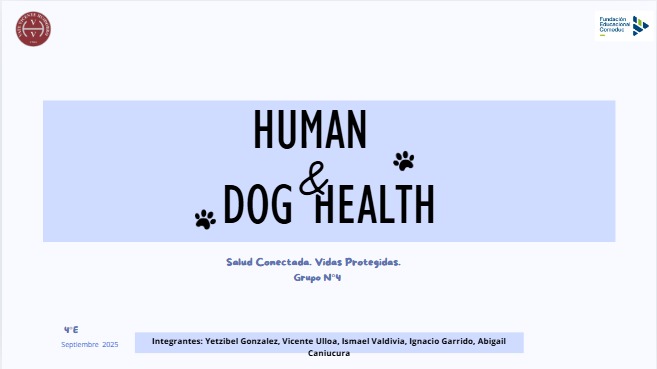 Fundación
Educacional
Comeduc
HUMAN
&
DOG HEALTH
Salud Conectada. Vidas Protegidas.
Grupo N°4
4°E
Septiembre 2025
Integrantes: Yetzibel Gonzalez, Vicente Ulloa, Ismael Valdivia, Ignacio Garrido, Abigail
Caniucura